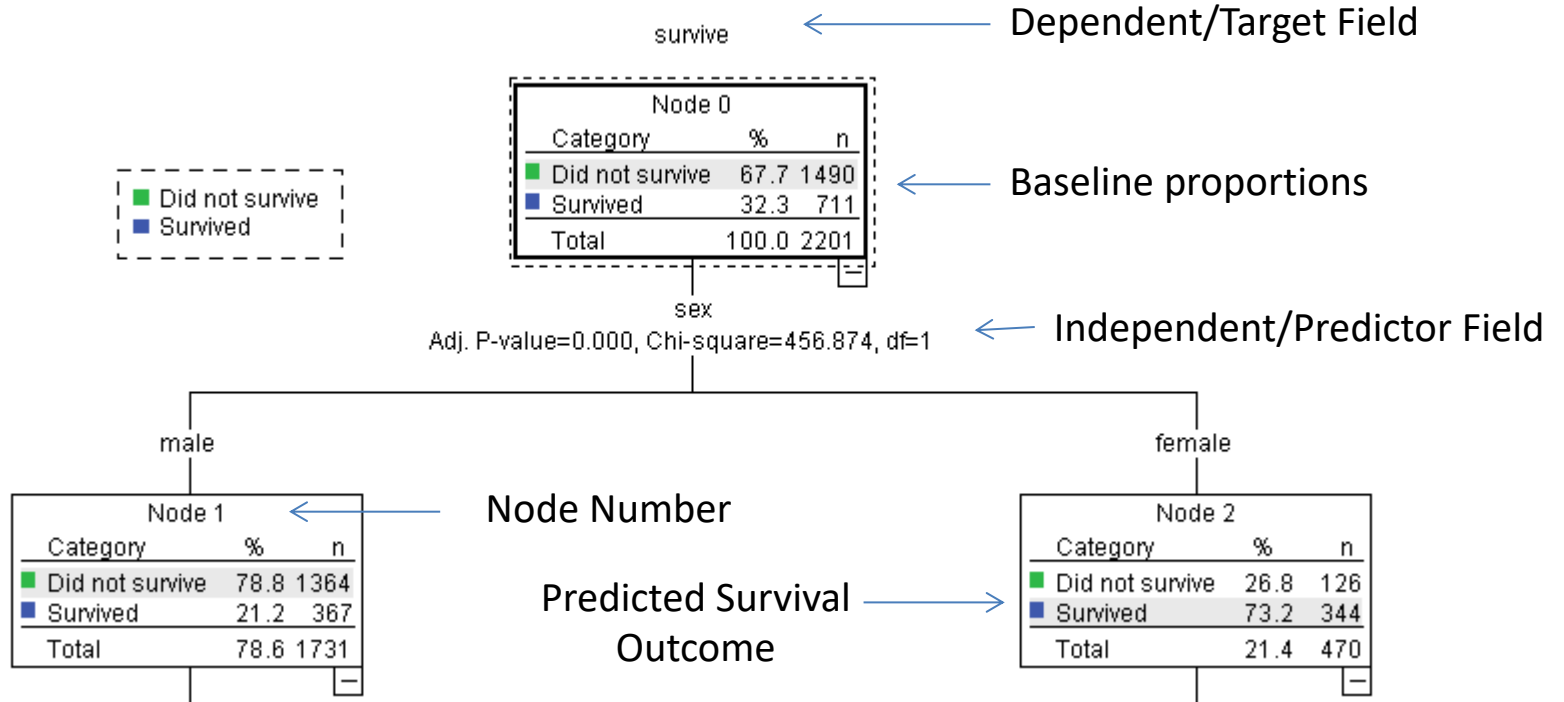 survive
Dependent/Target Field
Node 0
Category % n
Did not survive 67.7 1490
Survived 32.3 711
Total 100.0 2201
Baseline proportions
Did not survive
Survived
sex
Adj. P-value=0.000, Chi-square=456.874, df=1
Independent/Predictor Field
male
female
Node 1
Category % n
Did not survive 78.8 1364
Survived 21.2 367
Total 78.6 1731
Node Number
Predicted Survival
Outcome
Node 2
Category % n
Did not survive 26.8 126
Survived 73.2 344
Total 21.4 470